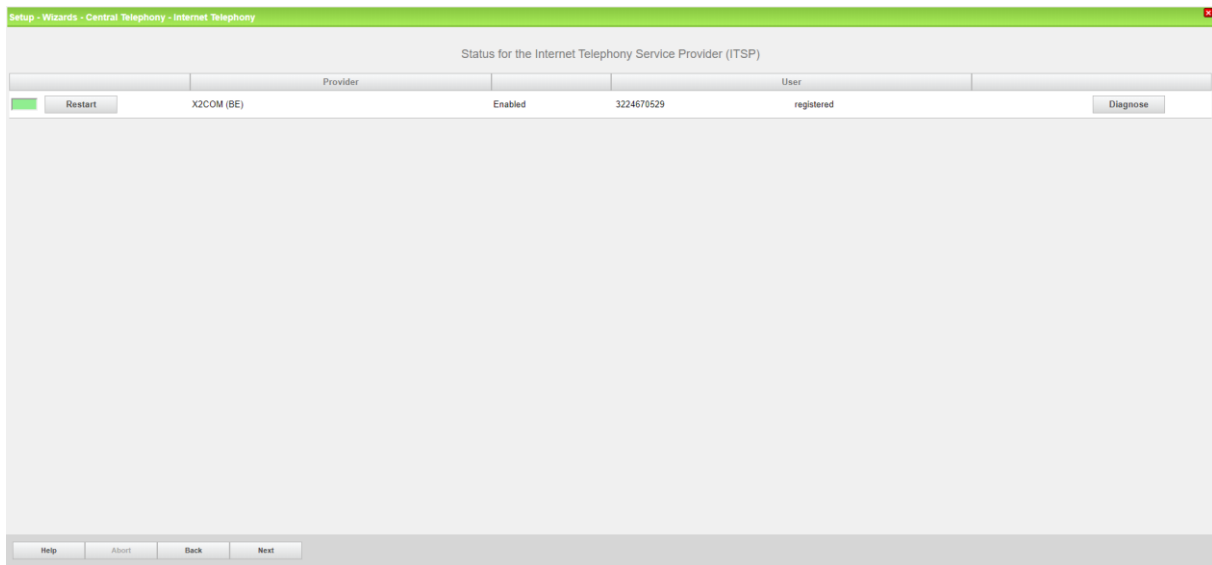 Setup - Wizards - Central Telephony - Internet Telephony
Status for the Internet Telephony Service Provider (ITSP)
Provider User
Restart X2COM (BE) Enabled 3224670529 registered Diagnose
Help Abort Back Next